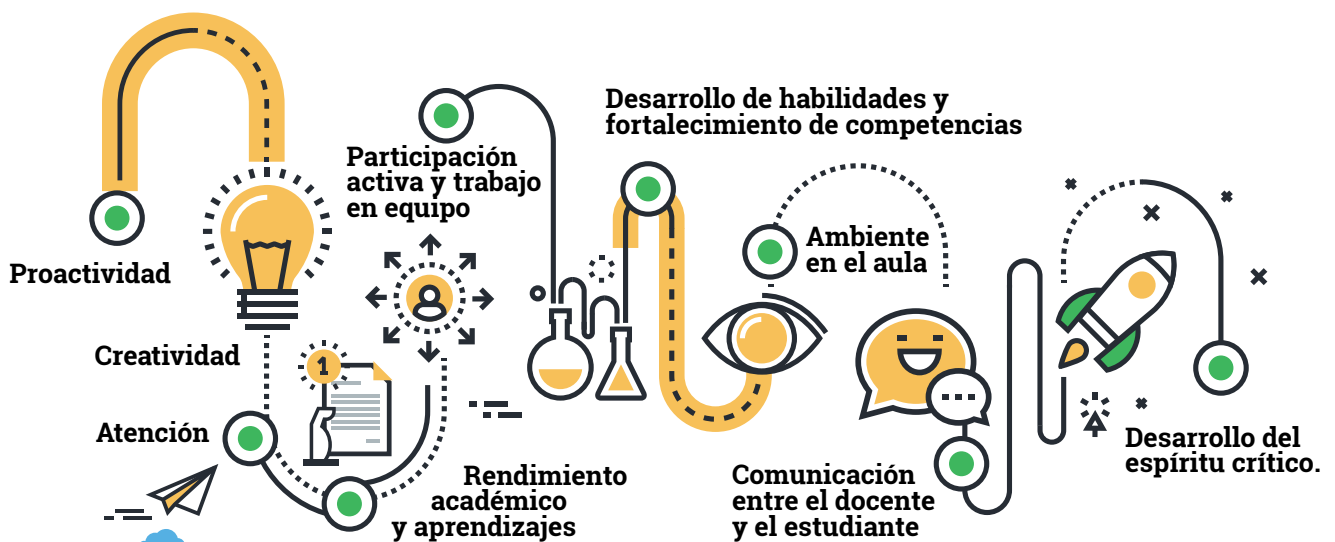 Proactividad
Creatividad
Atención
1
Rendimiento
académico
y aprendizajes
Participación
activa y trabajo
en equipo
Desarrollo de habilidades y
fortalecimiento de competencias
Ambiente
en el aula
Comunicación
entre el docente
y el estudiante
Desarrollo del
espíritu crítico.